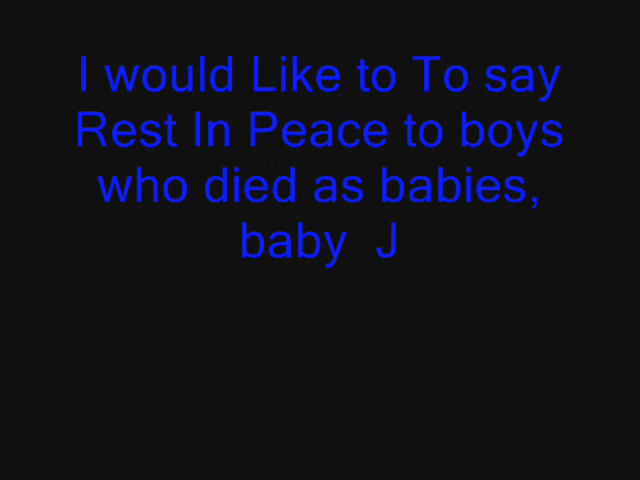 I would Like to To say
Rest In Peace to boys
who died as babies,
baby  J